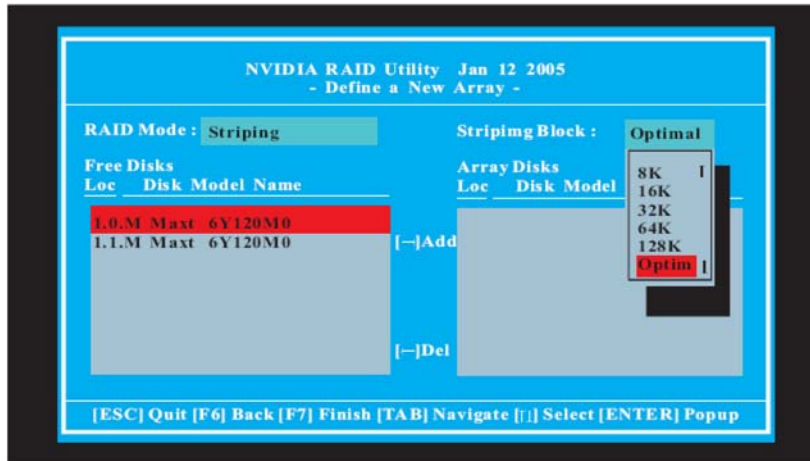 NVIDIA RAID Utility Jan 12 2005
- Define a New Array -
RAID Mode : Striping
Stripimg Block : Optimal
Free Disks
Loc Disk Model Name
Array Disks
Loc Disk Model
8K
16K
32K
64K
128K
Optim
1.0.M Maxt 6Y120M0
1.1.M Maxt 6Y120M0
[—]Add
[—]Del
[ESC] Quit [F6] Back [F7] Finish [TAB] Navigate [↑↓] Select [ENTER] Popup